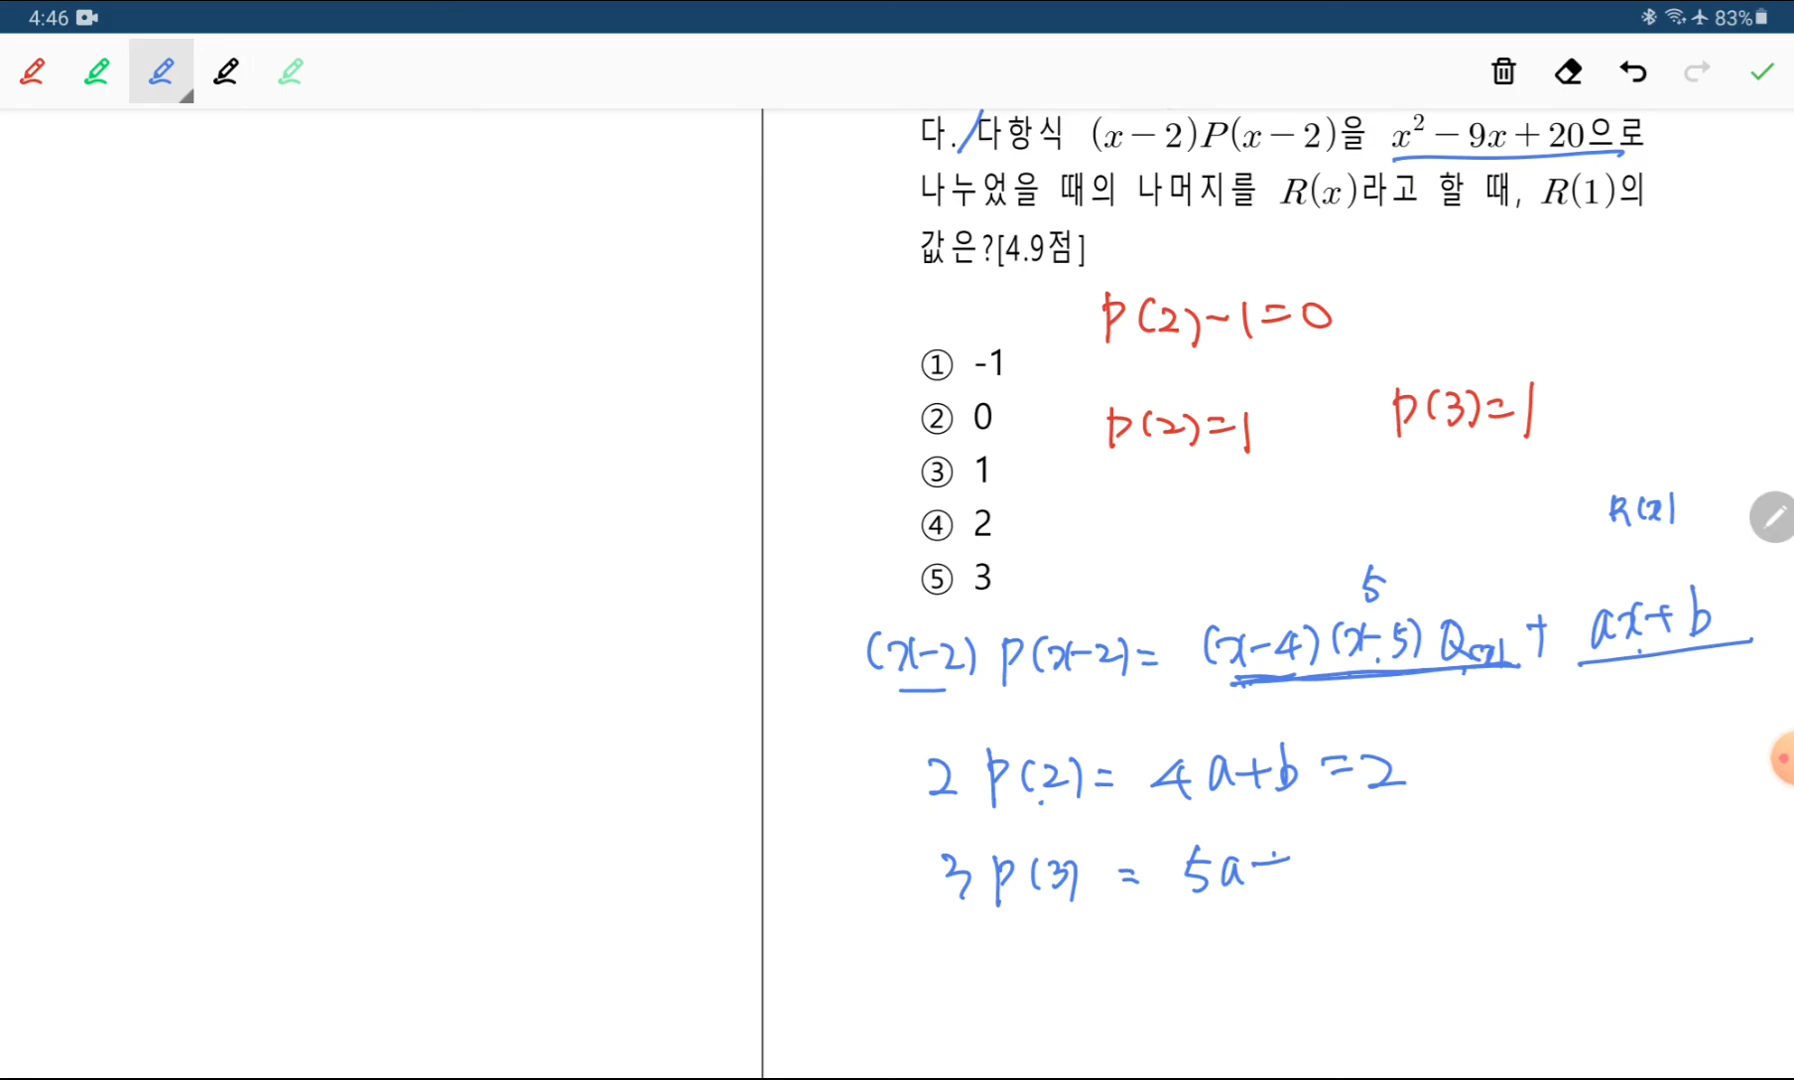 4:46 83%
다. 다항식 (x-2)P(x-2)을 x²-9x+20으로
나누었을 때의 나머지를 R(x)라고 할 때, R(1)의
값은?[4.9점]
P(2)-1=0
① -1
② 0
P(2)=1 P(3)=1
③ 1
④ 2
R(x)
⑤ 3
5
(x-2) P(x-2)= (x-4)(x-5) Q(x) + ax+b
2 P(2)= 4a+b =2
3 P(3) = 5a+